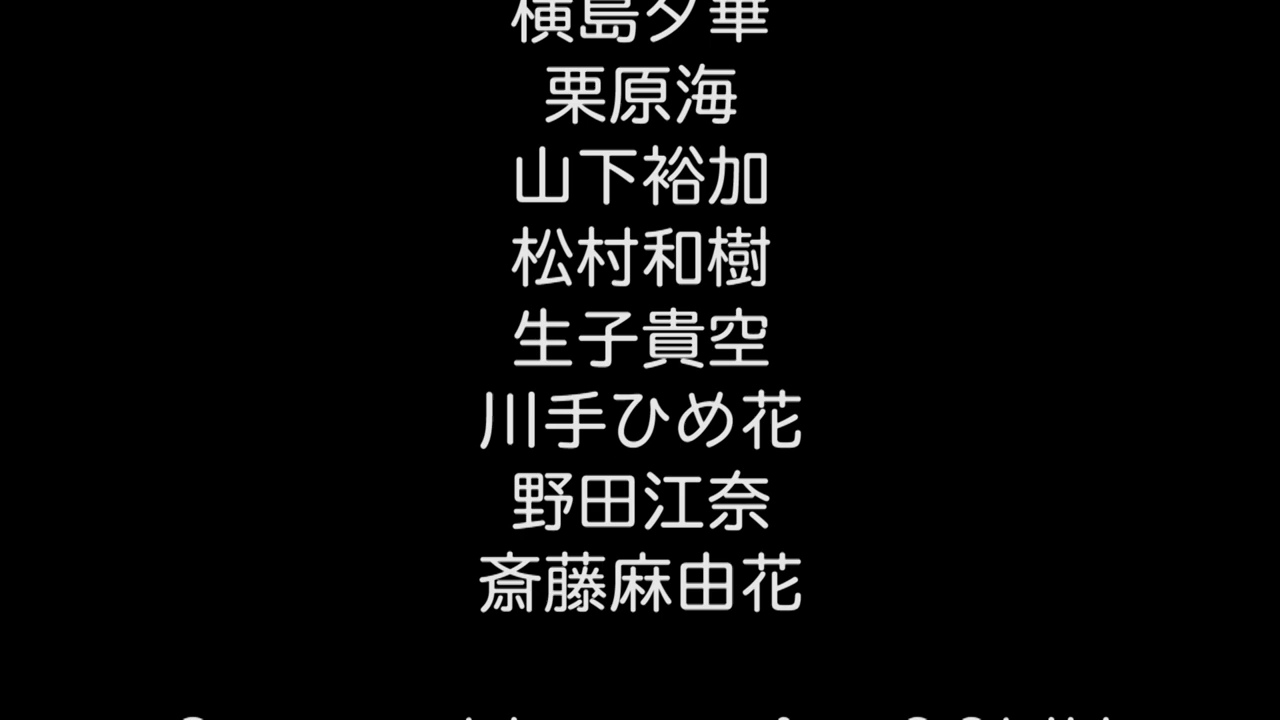 横島夕華
栗原海
山下裕加
松村和樹
生子貴空
川手ひめ花
野田江奈
斎藤麻由花